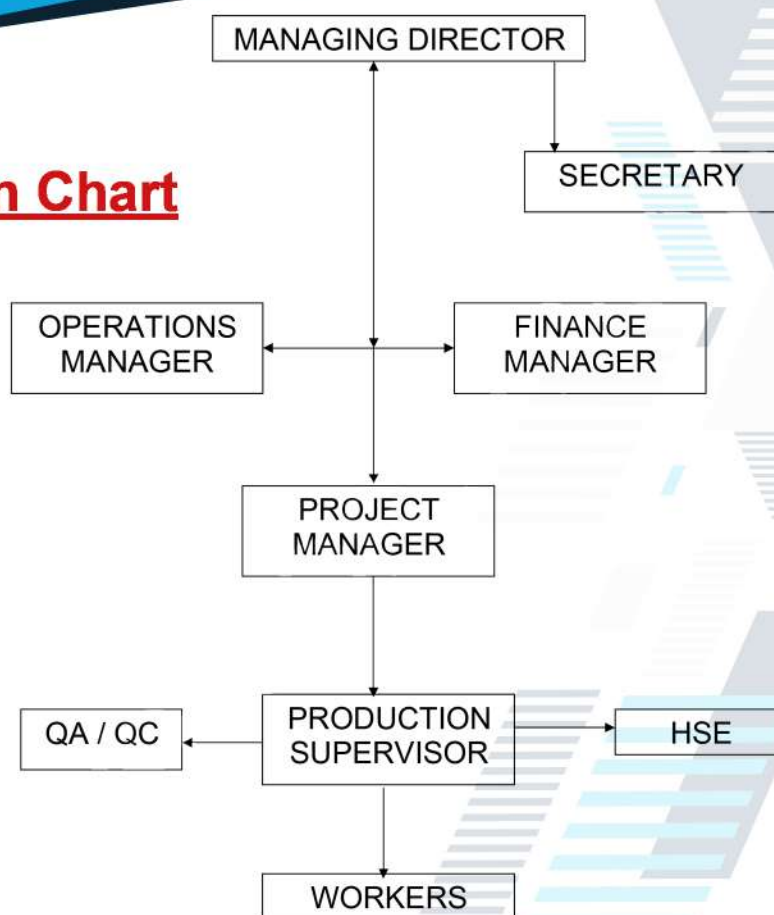 MANAGING DIRECTOR
SECRETARY
n Chart
OPERATIONS
MANAGER
FINANCE
MANAGER
PROJECT
MANAGER
QA / QC
PRODUCTION
SUPERVISOR
HSE
WORKERS